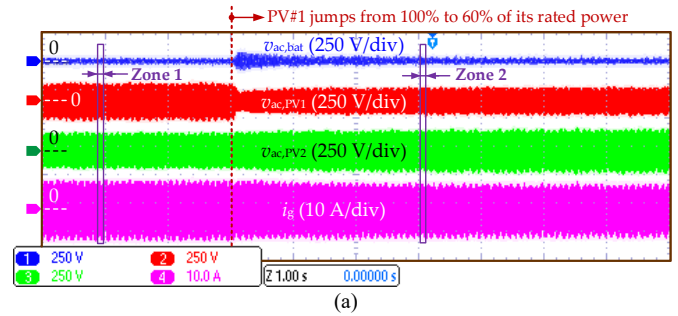 PV#1 jumps from 100% to 60% of its rated power
0
vac,bat (250 V/div)
T
Zone 1
Zone 2
0
vac,PV1 (250 V/div)
0
vac,PV2 (250 V/div)
0
ig (10 A/div)
1 250 V 2 250 V
3 250 V 4 10.0 A
Z 1.00 s 0.00000 s
(a)